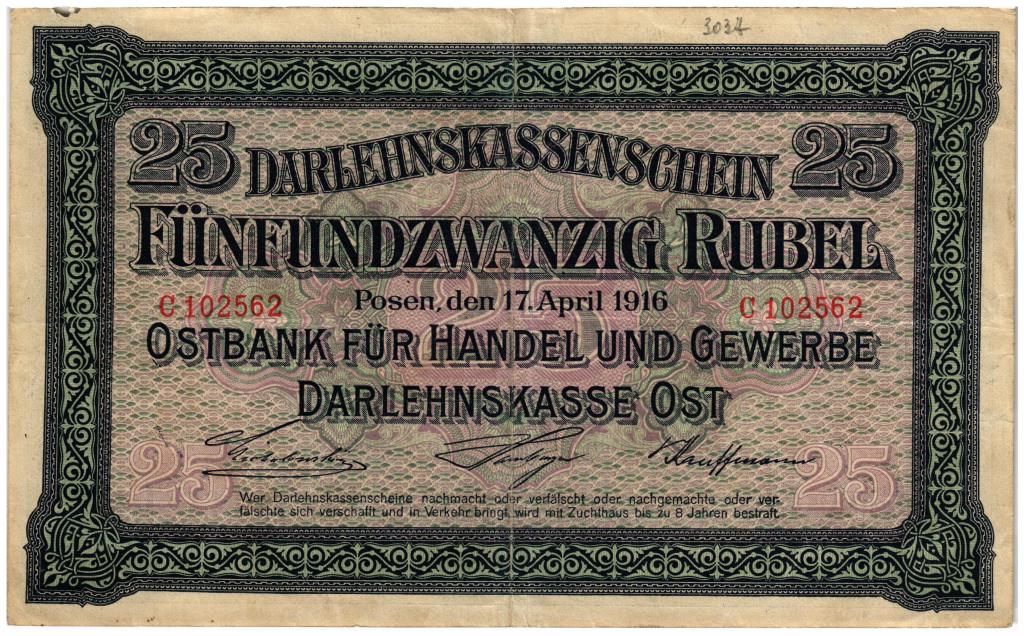 3034
25 DARLEHNSKASSENSCHEIN 25
FÜNFUNDZWANZIG RUBEL
C 102562 Posen, den 17. April 1916 C 102562
OSTBANK FÜR HANDEL UND GEWERBE
DARLEHNSKASSE OST
25
Kauffmann
25 25
Wer Darlehnskassenscheine nachmacht oder verfälscht oder nachgemachte oder ver-
fälschte sich verschafft und in Verkehr bringt, wird mit Zuchthaus bis zu 8 Jahren bestraft.